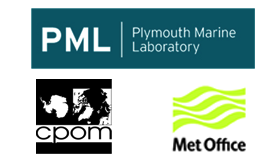 PML
Plymouth Marine
Laboratory
cpom
Met Office